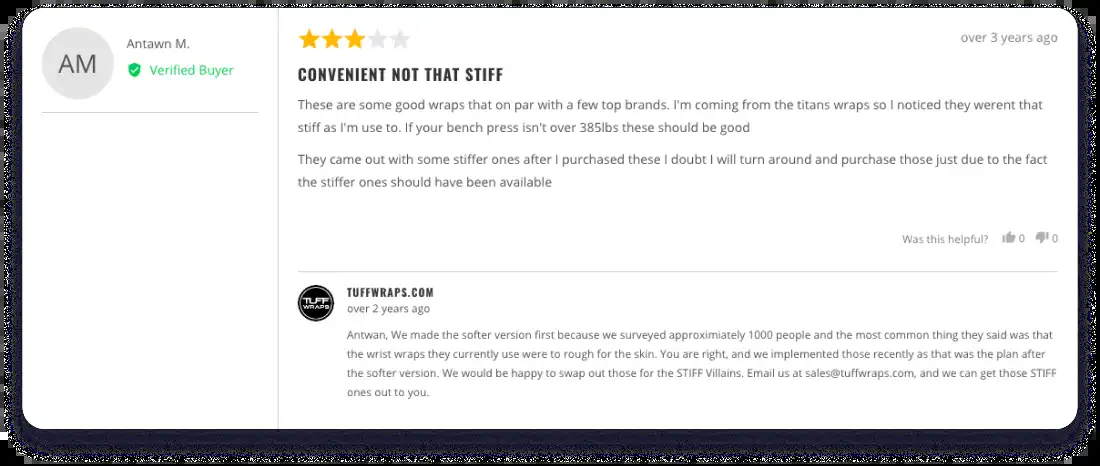 AM
Antawn M.
Verified Buyer
over 3 years ago
CONVENIENT NOT THAT STIFF
These are some good wraps that on par with a few top brands. I'm coming from the titans wraps so I noticed they werent that
stiff as I'm use to. If your bench press isn't over 385lbs these should be good
They came out with some stiffer ones after I purchased these I doubt I will turn around and purchase those just due to the fact
the stiffer ones should have been available
Was this helpful? 0 0
TUFF
WRAPS
TUFFWRAPS.COM
over 2 years ago
Antwan, We made the softer version first because we surveyed approximiately 1000 people and the most common thing they said was that
the wrist wraps they currently use were to rough for the skin. You are right, and we implemented those recently as that was the plan after
the softer version. We would be happy to swap out those for the STIFF Villains. Email us at sales@tuffwraps.com, and we can get those STIFF
ones out to you.